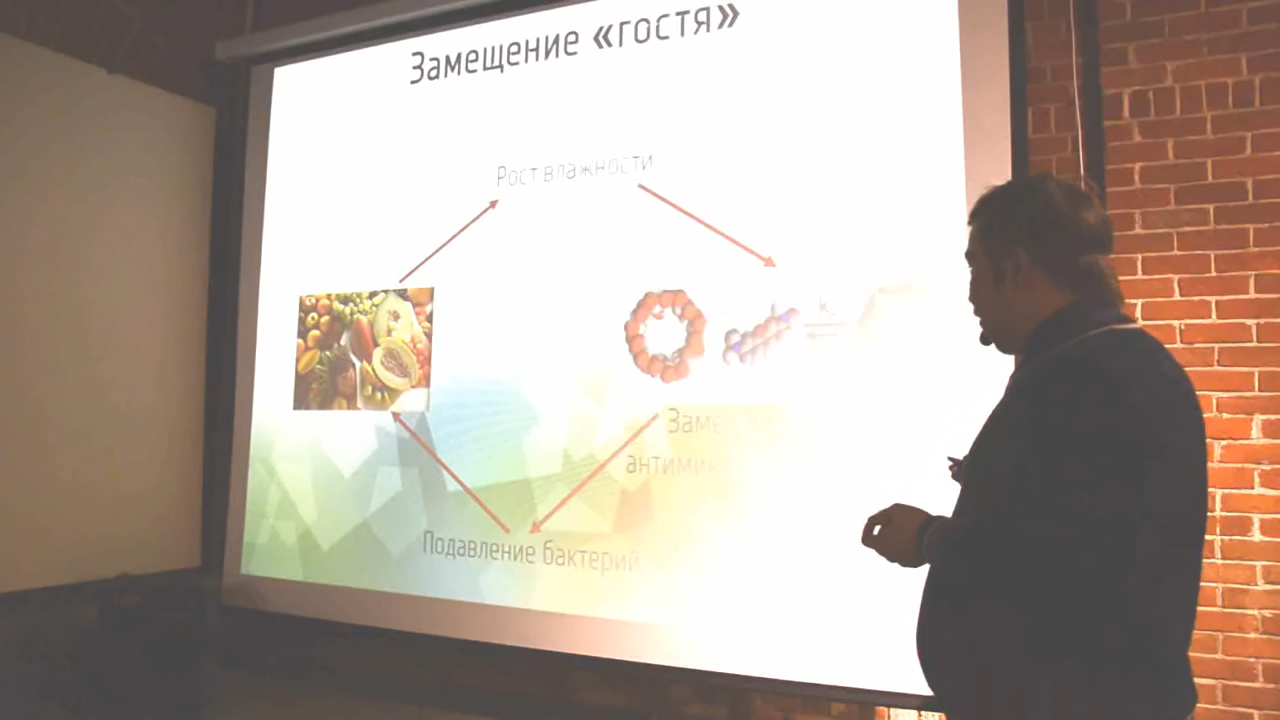 Замещение «гостя»
Рост влажности
Подавление бактерий